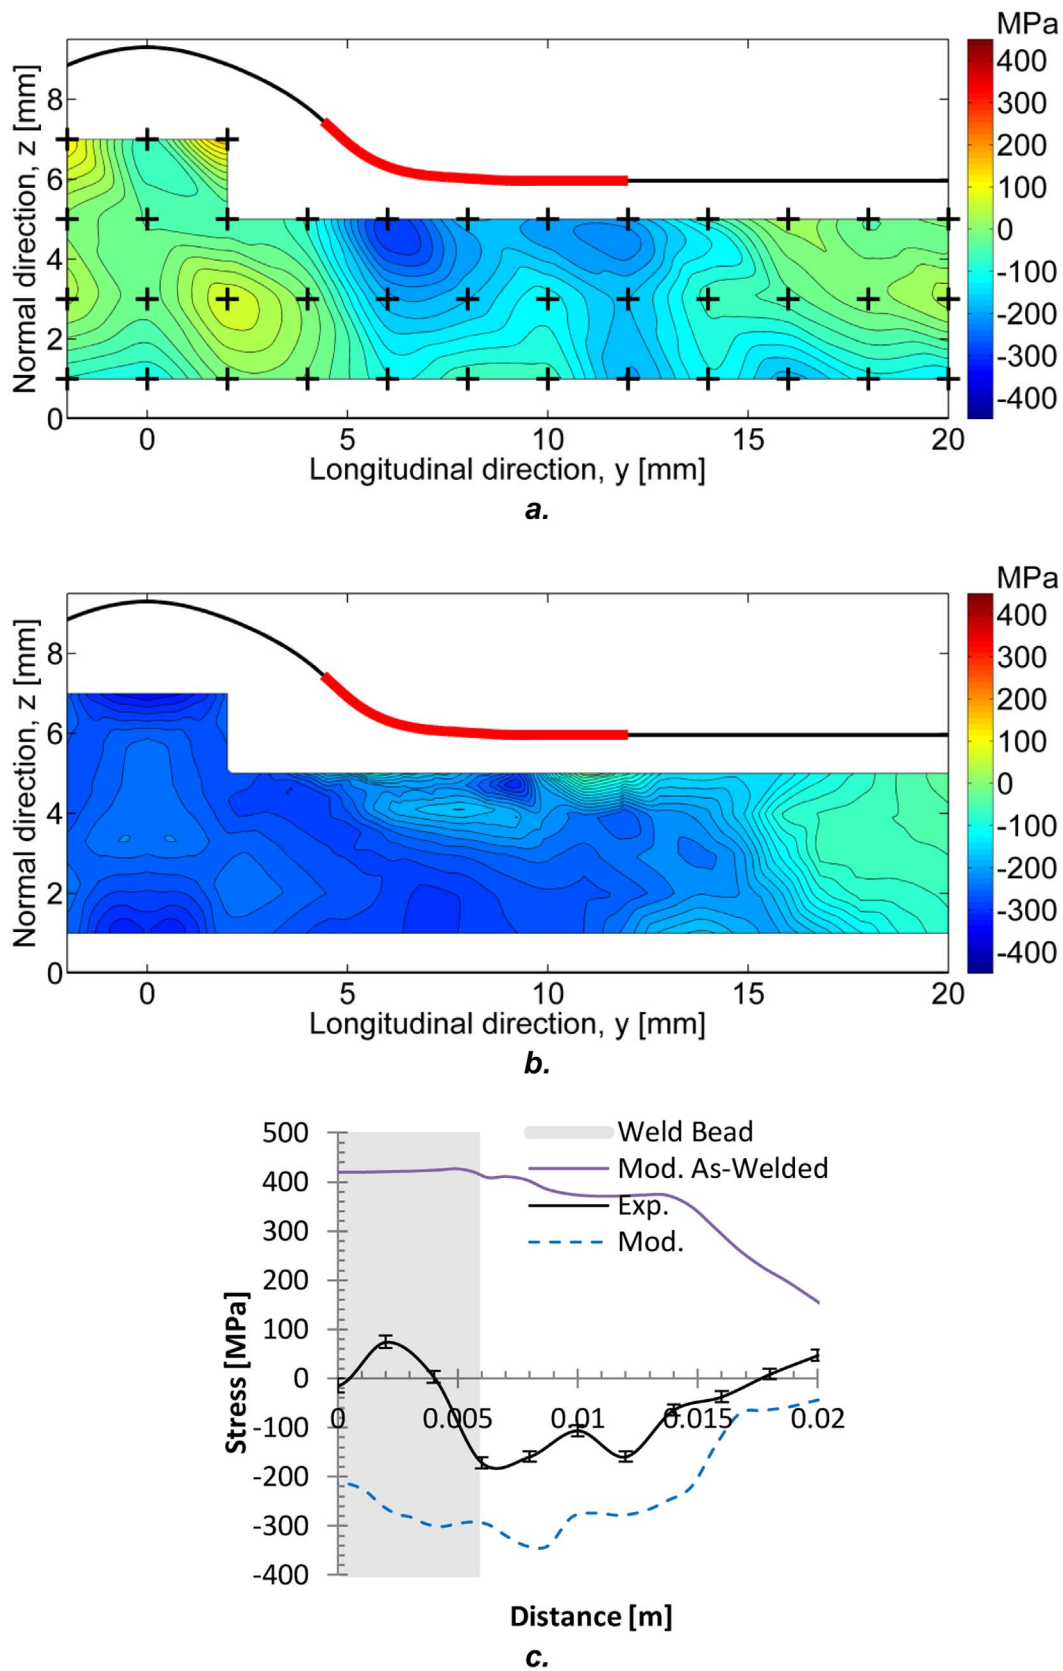 MPa
400
300
200
100
0
-100
-200
-300
-400
8
6
4
2
0
Normal direction, z [mm]
0 5 10 15 20
Longitudinal direction, y [mm]
a.
MPa
400
300
200
100
0
-100
-200
-300
-400
8
6
4
2
0
Normal direction, z [mm]
0 5 10 15 20
Longitudinal direction, y [mm]
b.
500
400
300
200
100
0
-100
-200
-300
-400
Stress [MPa]
Weld Bead
Mod. As-Welded
Exp.
Mod.
0 0.005 0.01 0.015 0.02
Distance [m]
c.